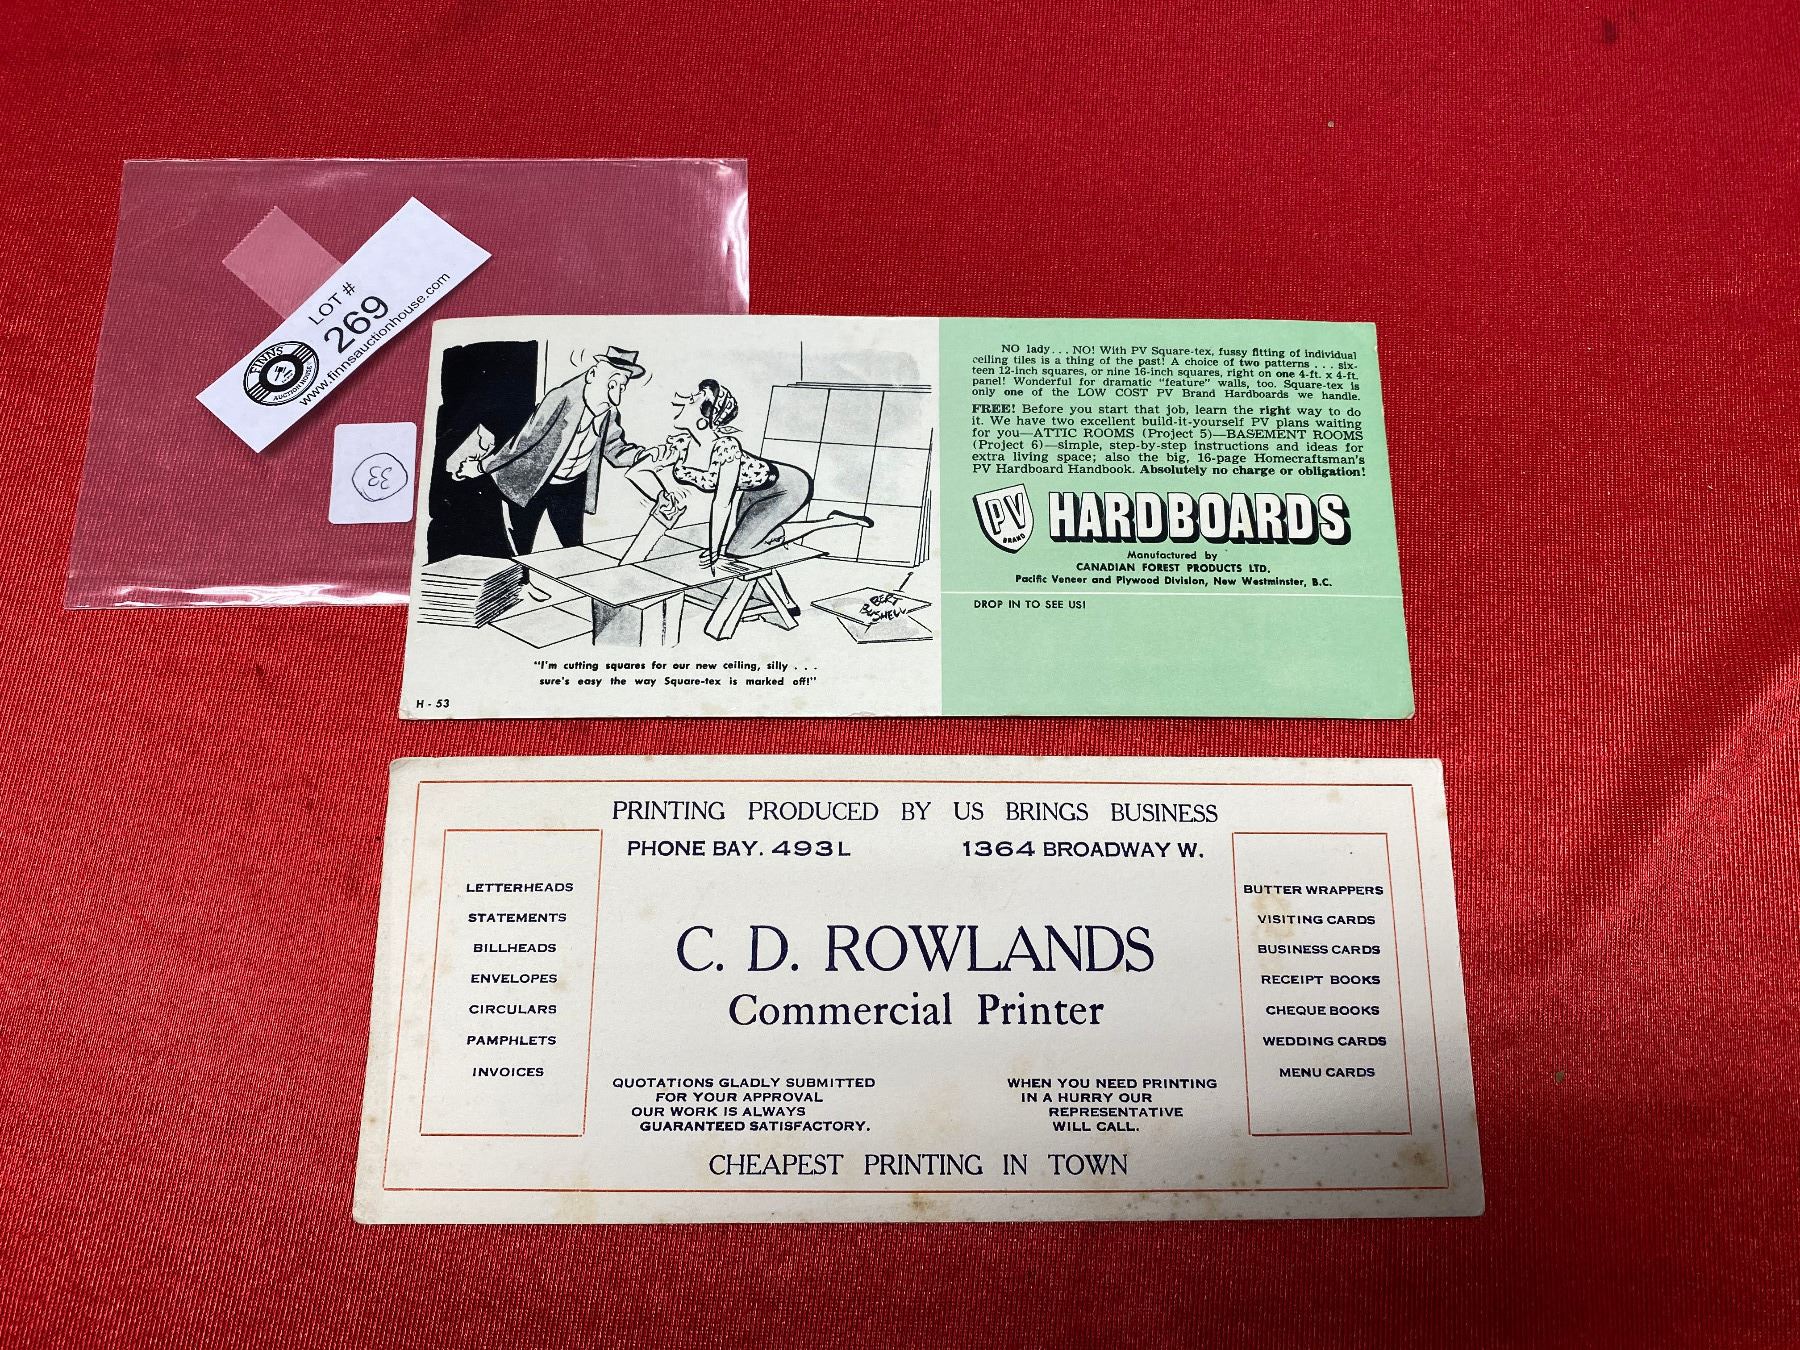 LOT #
269
www.finnsauctionhouse.com
FINNS
AUCTION HOUSE
33
"I'm cutting squares for our new ceiling, silly . . .
sure's easy the way Square-tex is marked off!"
H - 53
BERT
BUSHELL
NO lady . . . NO! With PV Square-tex, fussy fitting of individual
ceiling tiles is a thing of the past! A choice of two patterns . . . six-
teen 12-inch squares, or nine 16-inch squares, right on one 4-ft. x 4-ft.
panel! Wonderful for dramatic "feature" walls, too. Square-tex is
only one of the LOW COST PV Brand Hardboards we handle.
FREE! Before you start that job, learn the right way to do
it. We have two excellent build-it-yourself PV plans waiting
for you—ATTIC ROOMS (Project 5)—BASEMENT ROOMS
(Project 6)—simple, step-by-step instructions and ideas for
extra living space; also the big, 16-page Homecraftsman's
PV Hardboard Handbook. Absolutely no charge or obligation!
PV
BRAND
HARDBOARDS
Manufactured by
CANADIAN FOREST PRODUCTS LTD.
Pacific Veneer and Plywood Division, New Westminster, B.C.
DROP IN TO SEE US!
PRINTING PRODUCED BY US BRINGS BUSINESS
PHONE BAY. 493L
1364 BROADWAY W.
LETTERHEADS
STATEMENTS
BILLHEADS
ENVELOPES
CIRCULARS
PAMPHLETS
INVOICES
C. D. ROWLANDS
Commercial Printer
QUOTATIONS GLADLY SUBMITTED
FOR YOUR APPROVAL
OUR WORK IS ALWAYS
GUARANTEED SATISFACTORY.
WHEN YOU NEED PRINTING
IN A HURRY OUR
REPRESENTATIVE
WILL CALL.
BUTTER WRAPPERS
VISITING CARDS
BUSINESS CARDS
RECEIPT BOOKS
CHEQUE BOOKS
WEDDING CARDS
MENU CARDS
CHEAPEST PRINTING IN TOWN